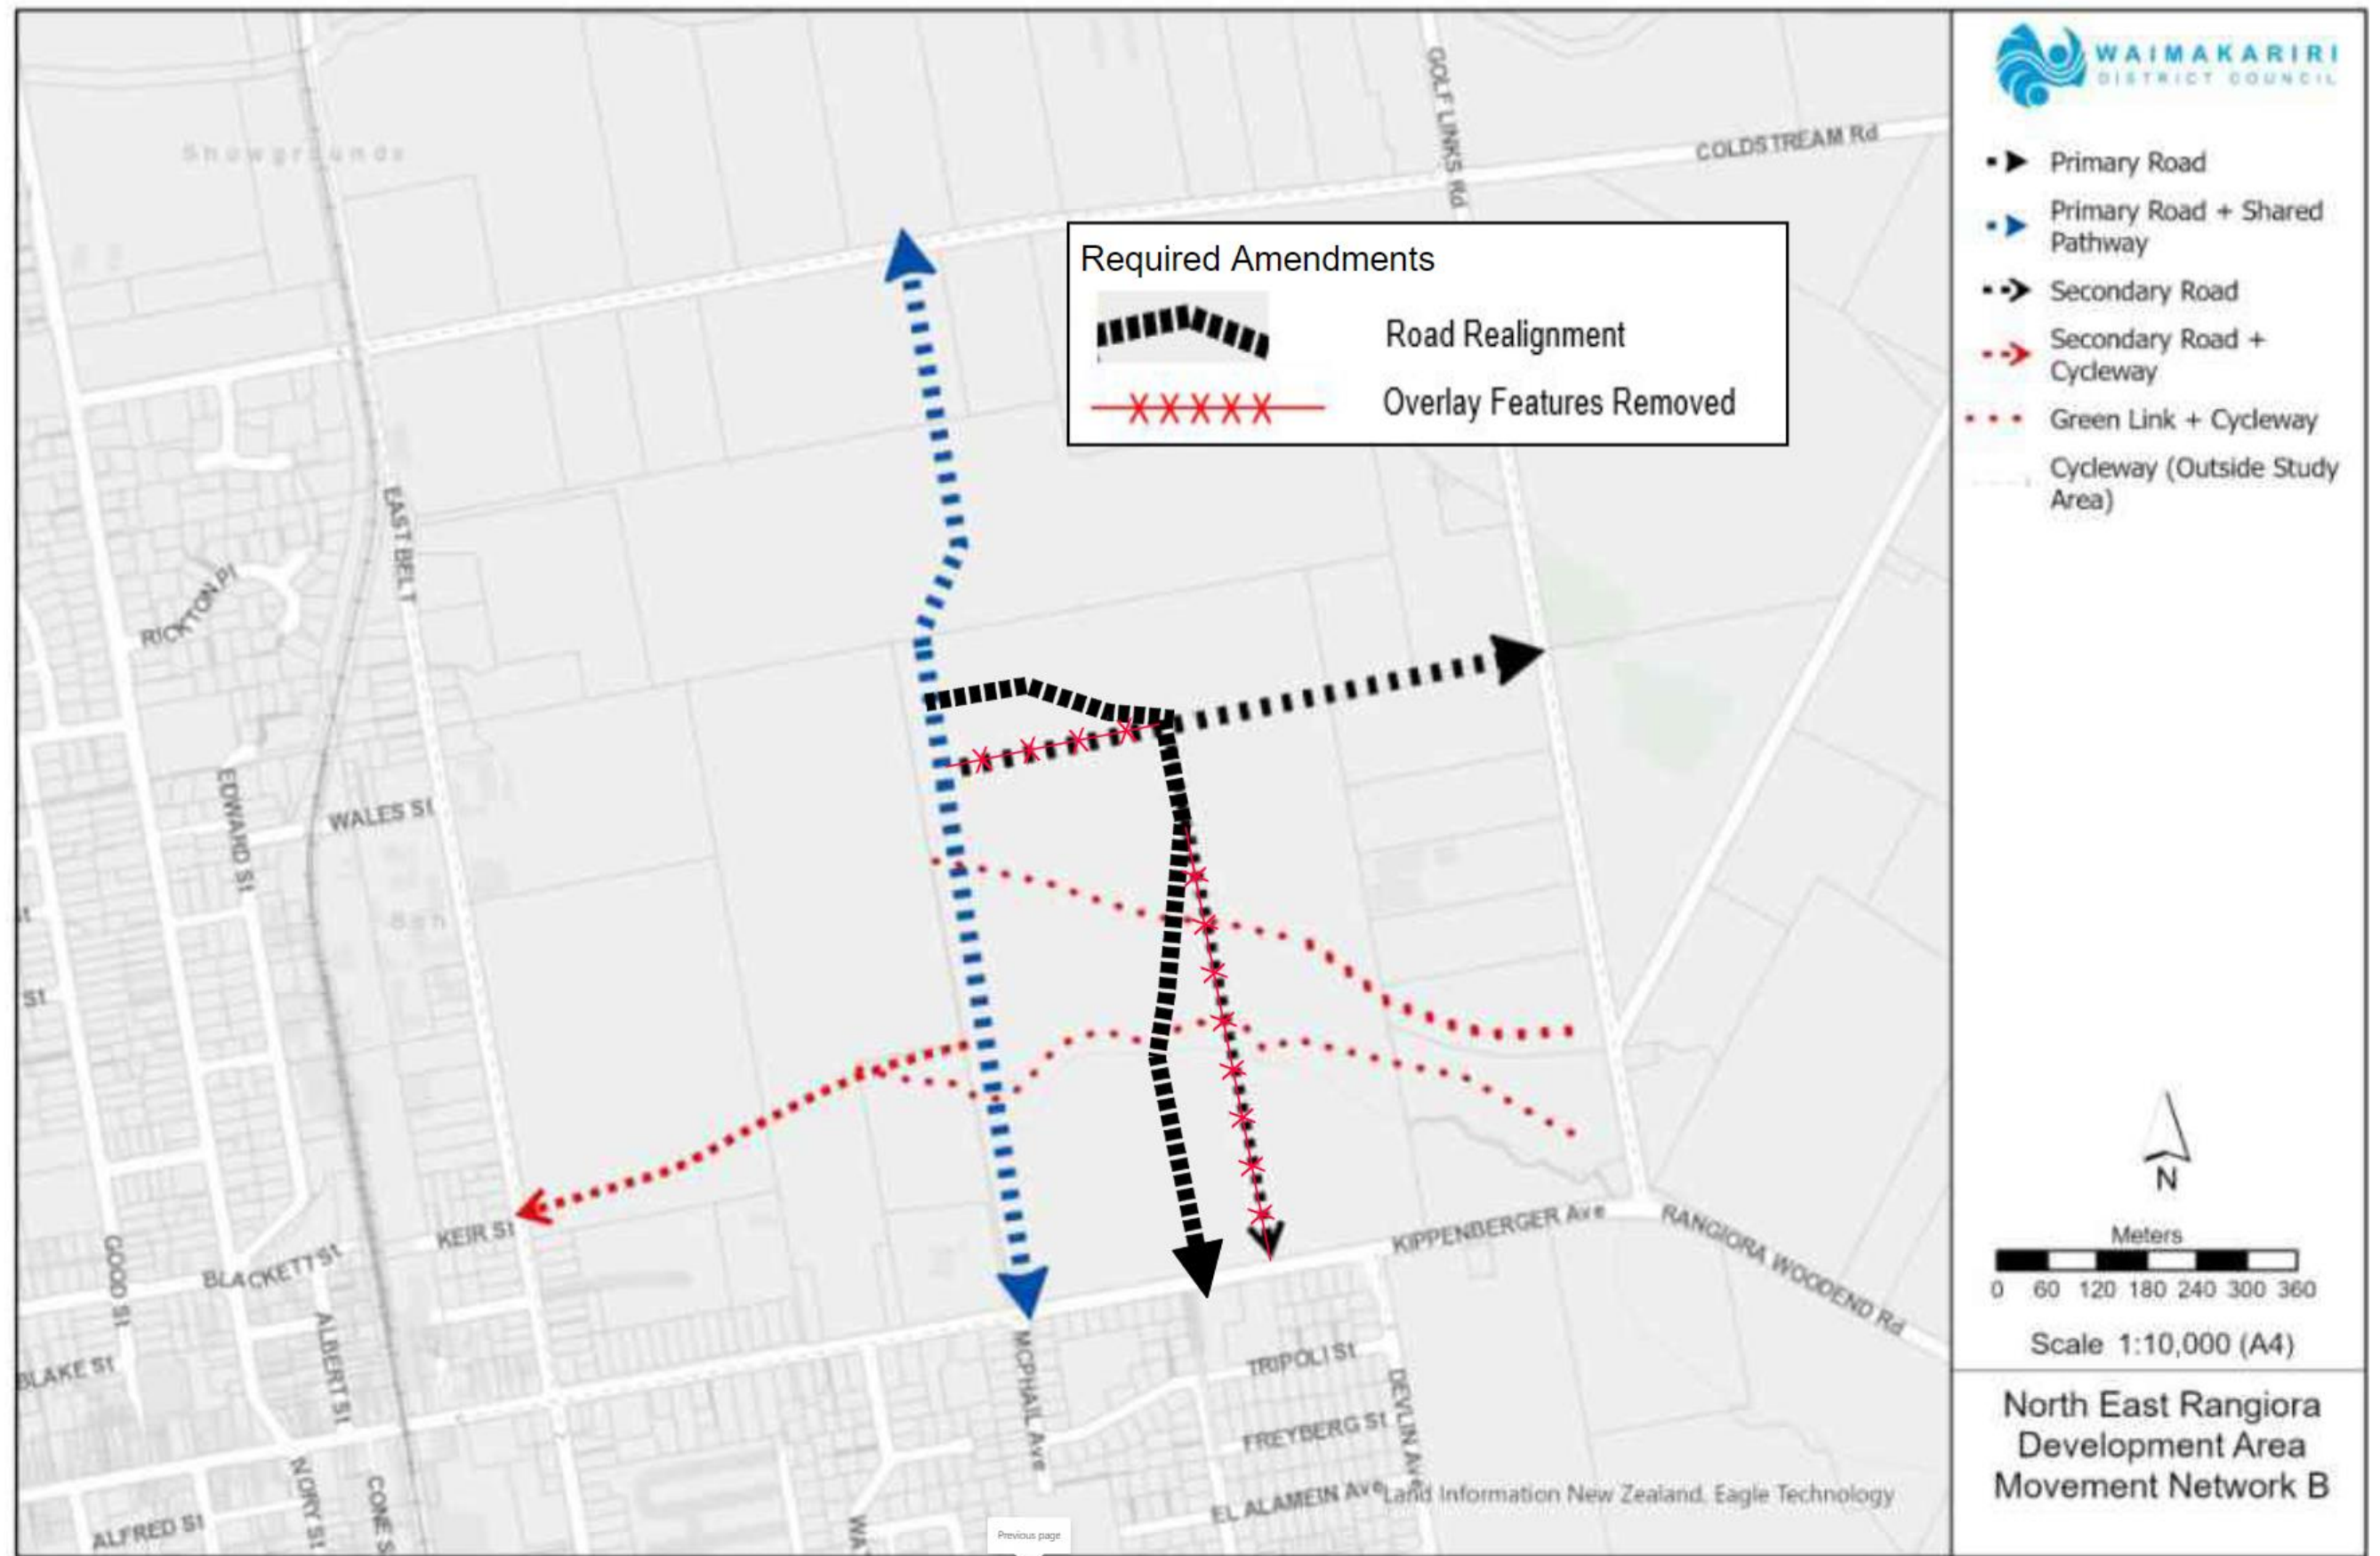 Showgrounds
GOLF LINKS Rd
COLDSTREAM Rd
Required Amendments
Road Realignment
Overlay Features Removed
EAST BELT
RICKTON Pl
EDWARD St
WALES St
St
KEIR St
BLACKETT St
GOOD St
ALBERT St
BLAKE St
KIPPENBERGER Ave
RANGIORA WOODEND Rd
MCPHAIL Ave
TRIPOLI St
DEVLIN Ave
FREYBERG St
EL ALAMEIN Ave
NORY St
CONE S
ALFRED St
WA
Land Information New Zealand. Eagle Technology
Previous page
WAIMAKARIRI
DISTRICT COUNCIL
Primary Road
Primary Road + Shared
Pathway
Secondary Road
Secondary Road +
Cycleway
Green Link + Cycleway
Cycleway (Outside Study
Area)
N
Meters
0 60 120 180 240 300 360
Scale 1:10,000 (A4)
North East Rangiora
Development Area
Movement Network B